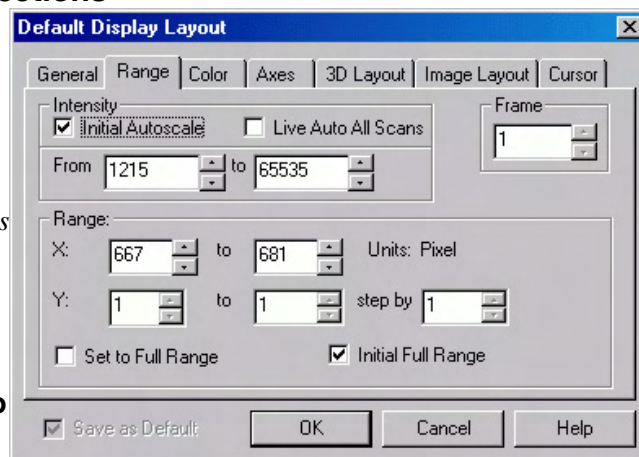 Default Display Layout
General Range Color Axes 3D Layout Image Layout Cursor
Intensity
Initial Autoscale Live Auto All Scans
Frame
1
From 1215 to 65535
s
Range:
X: 667 to 681 Units: Pixel
Y: 1 to 1 step by 1
Set to Full Range Initial Full Range
Save as Default OK Cancel Help